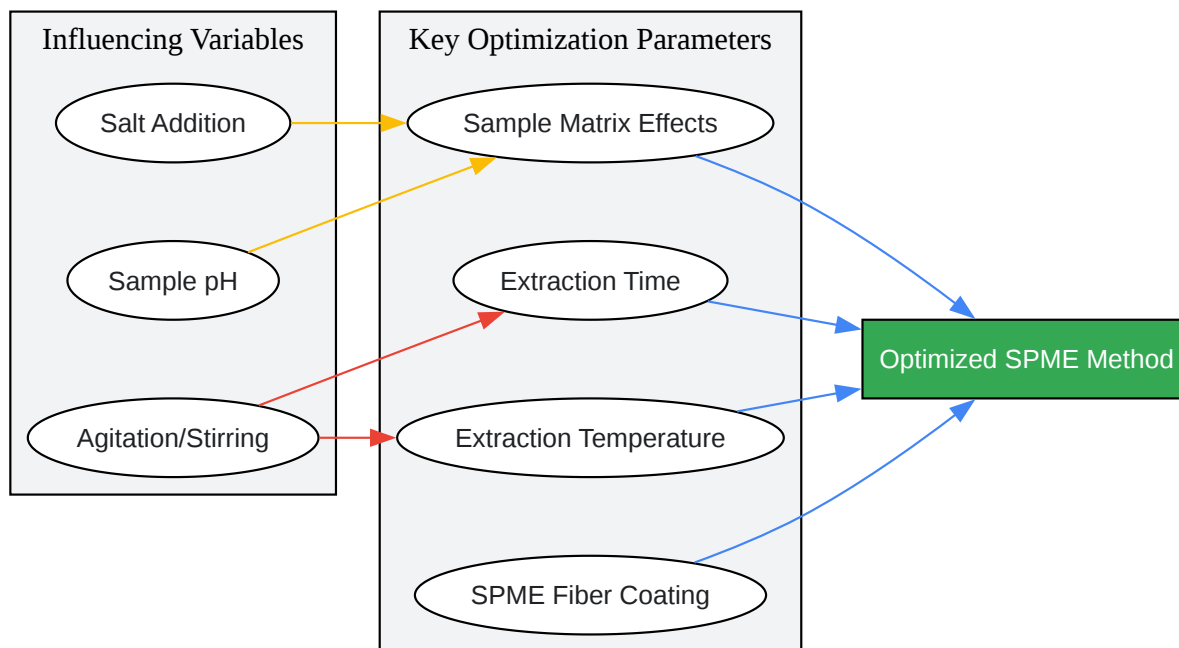 Influencing Variables
Key Optimization Parameters
Salt Addition
Sample Matrix Effects
Sample pH
Extraction Time
Optimized SPME Method
Agitation/Stirring
Extraction Temperature
SPME Fiber Coating